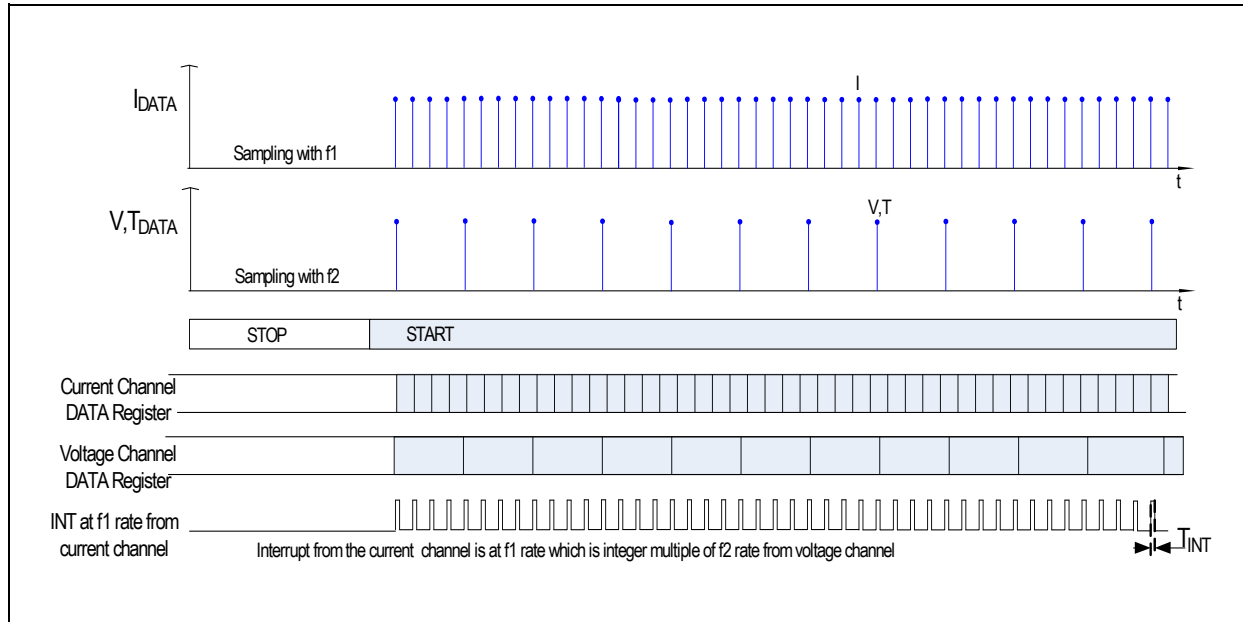 I
IDATA
Sampling with f1
t
V,T
V,TDATA
Sampling with f2
t
STOP
START
Current Channel
DATA Register
Voltage Channel
DATA Register
INT at f1 rate from
current channel
Interrupt from the current channel is at f1 rate which is integer multiple of f2 rate from voltage channel
TINT